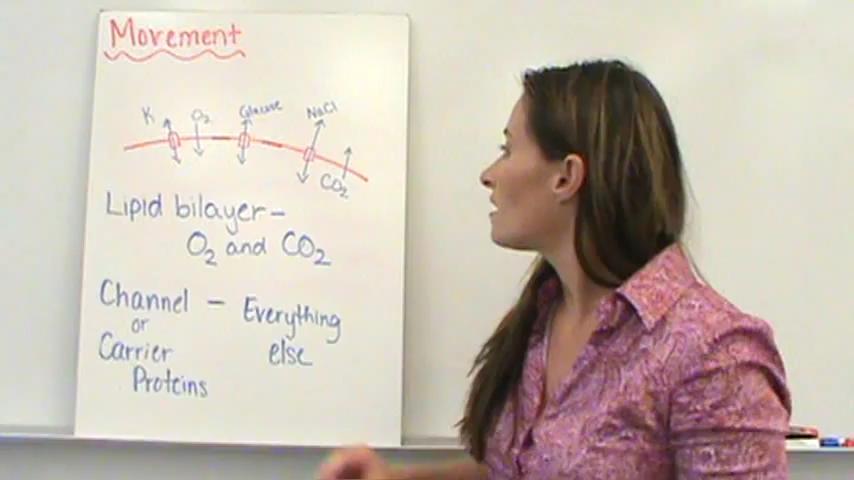 Movement
K O₂ Glucose NaCl
CO₂
Lipid bilayer-
O₂ and CO₂
Channel - Everything
or
Carrier else
Proteins